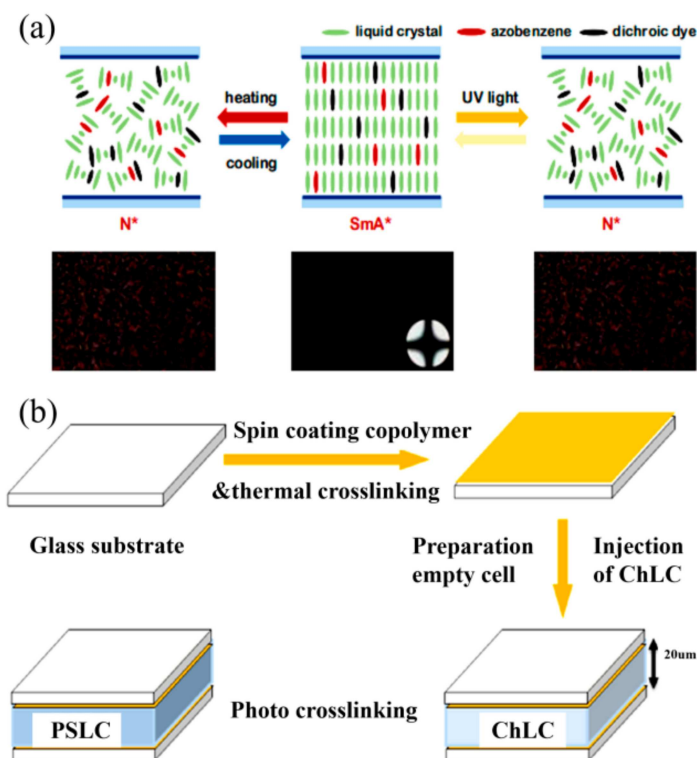 (a)
liquid crystal azobenzene dichroic dye
heating
cooling
UV light
N*
SmA*
N*
(b)
Spin coating copolymer
&thermal crosslinking
Glass substrate
Preparation
empty cell
Injection
of ChLC
20um
PSLC
Photo crosslinking
ChLC